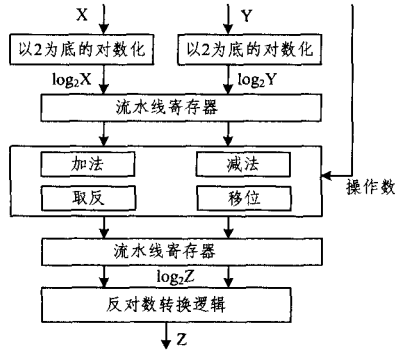 X Y
以2为底的对数化 以2为底的对数化
log₂X log₂Y
流水线寄存器
加法 减法
取反 移位
操作数
流水线寄存器
log₂Z
反对数转换逻辑
Z